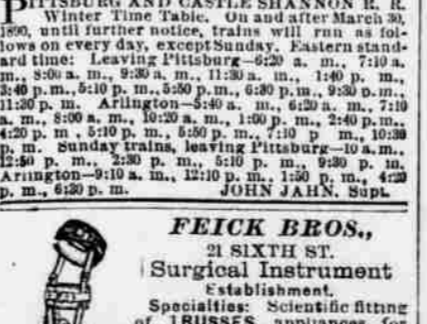 PITTSBURG AND CASTLE SHANNON R. R.
Winter Time Table. On and after March 30,
1890, until further notice, trains will run as fol-
lows on every day, except Sunday. Eastern stand-
ard time: Leaving Pittsburg—6:20 a. m., 7:10 a.
m., 8:00 a. m., 9:30 a. m., 11:30 a. m., 1:40 p. m.,
3:40 p. m., 5:10 p. m., 5:50 p. m., 6:30 p. m., 9:30 p. m.,
11:30 p. m. Arlington—5:40 a. m., 6:20 a. m., 7:10
a. m., 8:00 a. m., 10:20 a. m., 1:00 p. m., 2:40 p. m.,
4:20 p. m , 5:10 p. m., 5:50 p. m., 7:10 p m., 10:30
p. m. Sunday trains, leaving Pittsburg—10 a. m.,
12:50 p. m., 2:30 p. m., 5:10 p. m., 9:30 p. m.
Arlington—9:10 a. m., 12:10 p. m., 1:50 p. m., 4:20
p. m., 6:30 p. m. JOHN JAHN, Supt.
FEICK BROS.,
21 SIXTH ST.
Surgical Instrument
Establishment.
Specialties: Scientific fitting
of TRUSSES, appliances for